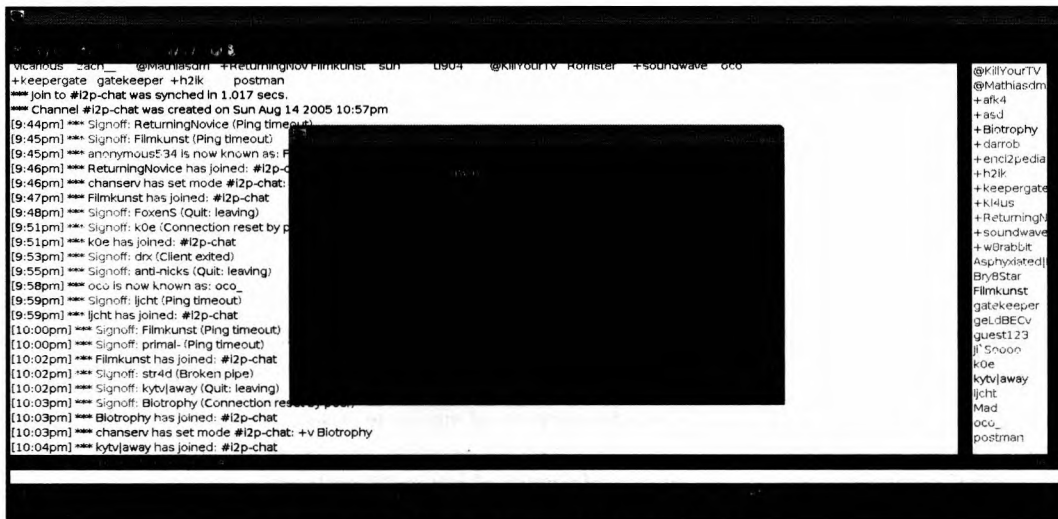 vicarious zach__ @Mathiasdm +ReturningNov Filmkunst sun u904 @KillYourTV Romster +soundwave oco
+keepergate gatekeeper +h2ik postman
*** Join to #i2p-chat was synched in 1.017 secs.
*** Channel #i2p-chat was created on Sun Aug 14 2005 10:57pm
[9:44pm] *** Signoff: ReturningNovice (Ping timeout)
[9:45pm] *** Signoff: Filmkunst (Ping timeout)
[9:45pm] *** anonymous534 is now known as: F
[9:46pm] *** ReturningNovice has joined: #i2p-c
[9:46pm] *** chanserv has set mode #i2p-chat:
[9:47pm] *** Filmkunst has joined: #i2p-chat
[9:48pm] *** Signoff: FoxenS (Quit: leaving)
[9:51pm] *** Signoff: k0e (Connection reset by p
[9:51pm] *** k0e has joined: #i2p-chat
[9:53pm] *** Signoff: drx (Client exited)
[9:55pm] *** Signoff: anti-nicks (Quit: leaving)
[9:58pm] *** oco is now known as: oco_
[9:59pm] *** Signoff: ljcht (Ping timeout)
[9:59pm] *** ljcht has joined: #i2p-chat
[10:00pm] *** Signoff: Filmkunst (Ping timeout)
[10:00pm] *** Signoff: primal- (Ping timeout)
[10:02pm] *** Filmkunst has joined: #i2p-chat
[10:02pm] *** Signoff: str4d (Broken pipe)
[10:02pm] *** Signoff: kytv|away (Quit: leaving)
[10:03pm] *** Signoff: Biotrophy (Connection reset by peer)
[10:03pm] *** Biotrophy has joined: #i2p-chat
[10:03pm] *** chanserv has set mode #i2p-chat: +v Biotrophy
[10:04pm] *** kytv|away has joined: #i2p-chat
@KillYourTV
@Mathiasdm
+afk4
+asd
+Biotrophy
+darrob
+enci2pedia
+h2ik
+keepergate
+kl4us
+ReturningN
+soundwave
+w8rabbit
Asphyxiated|
Bry8Star
Filmkunst
gatekeeper
geLdBECv
guest123
k0e
kytv|away
ljcht
Mad
oco_
postman